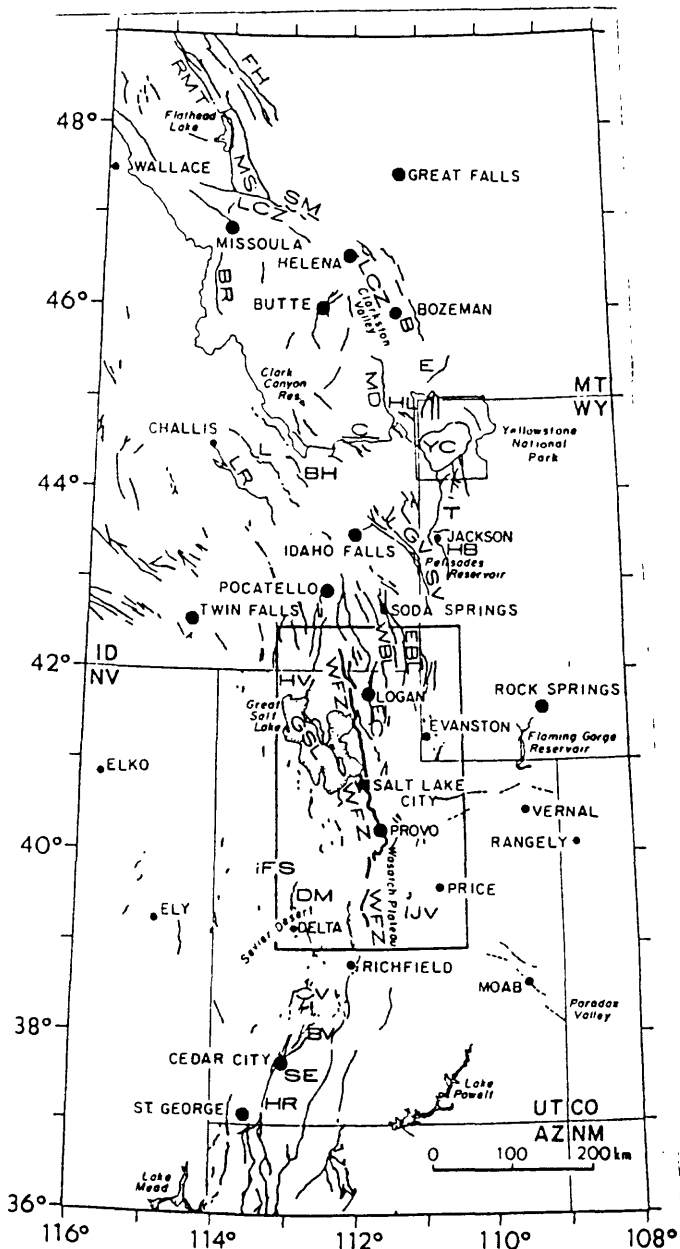 FH
RMT
48°
Flathead
Lake
WALLACE
MS
LCZ
SM
GREAT FALLS
MISSOULA
HELENA
BR
LCZ
46°
BUTTE
Clarkston
Valley
B
BOZEMAN
E
Clark
Canyon
Res.
MD
HL
MT
WY
C
YC
Yellowstone
National
Park
CHALLIS
L
LR
BH
44°
T
IDAHO FALLS
GV
SV
JACKSON
HB
Palisades
Reservoir
POCATELLO
TWIN FALLS
SODA SPRINGS
WBL
EBL
42°
ID
NV
HV
WFZ
LOGAN
EC
ROCK SPRINGS
Great
Salt
Lake
GSL
EVANSTON
Flaming Gorge
Reservoir
ELKO
SALT LAKE
CITY
WFZ
VERNAL
PROVO
40°
RANGELY
FS
Wasatch Plateau
DM
PRICE
ELY
WFZ
JV
Sevier Desert
DELTA
RICHFIELD
MOAB
CV
Paradox
Valley
38°
BV
CEDAR CITY
SE
Lake
Powell
ST. GEORGE
HR
UT CO
AZ NM
Lake
Mead
0 100 200 km
36°
116° 114° 112° 110° 108°